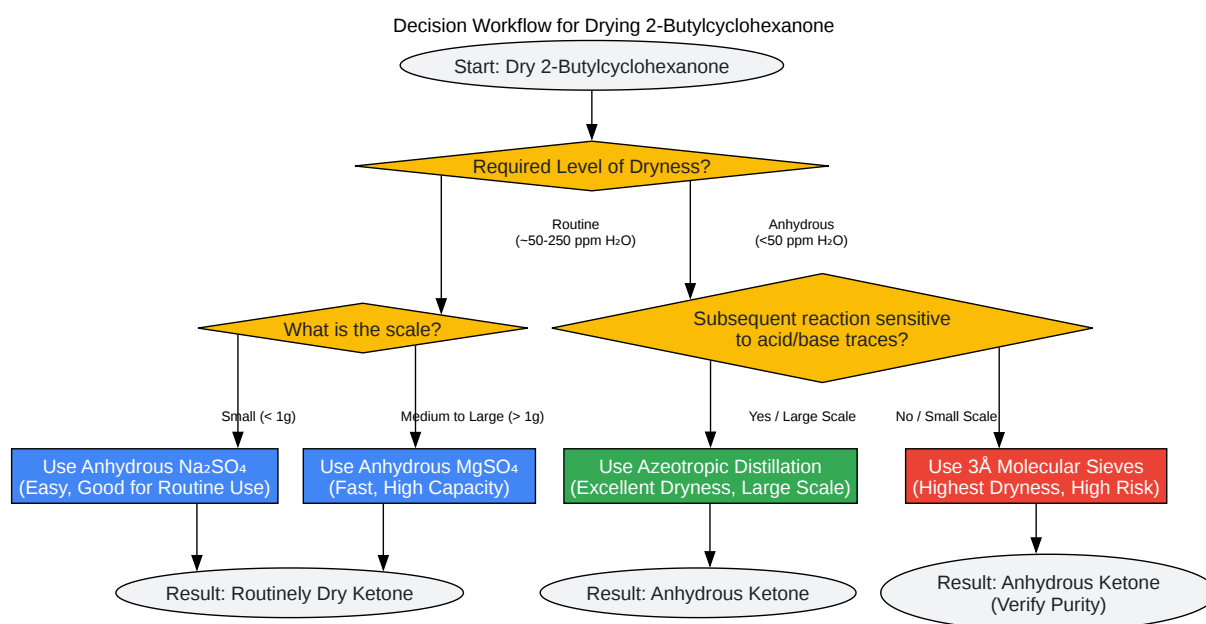 Decision Workflow for Drying 2-Butylcyclohexanone
Start: Dry 2-Butylcyclohexanone
Required Level of Dryness?
Routine
(~50-250 ppm H₂O)
Anhydrous
(<50 ppm H₂O)
What is the scale?
Subsequent reaction sensitive
to acid/base traces?
Small (< 1g)
Medium to Large (> 1g)
Yes / Large Scale
No / Small Scale
Use Anhydrous Na₂SO₄
(Easy, Good for Routine Use)
Use Anhydrous MgSO₄
(Fast, High Capacity)
Use Azeotropic Distillation
(Excellent Dryness, Large Scale)
Use 3Å Molecular Sieves
(Highest Dryness, High Risk)
Result: Routinely Dry Ketone
Result: Anhydrous Ketone
Result: Anhydrous Ketone
(Verify Purity)